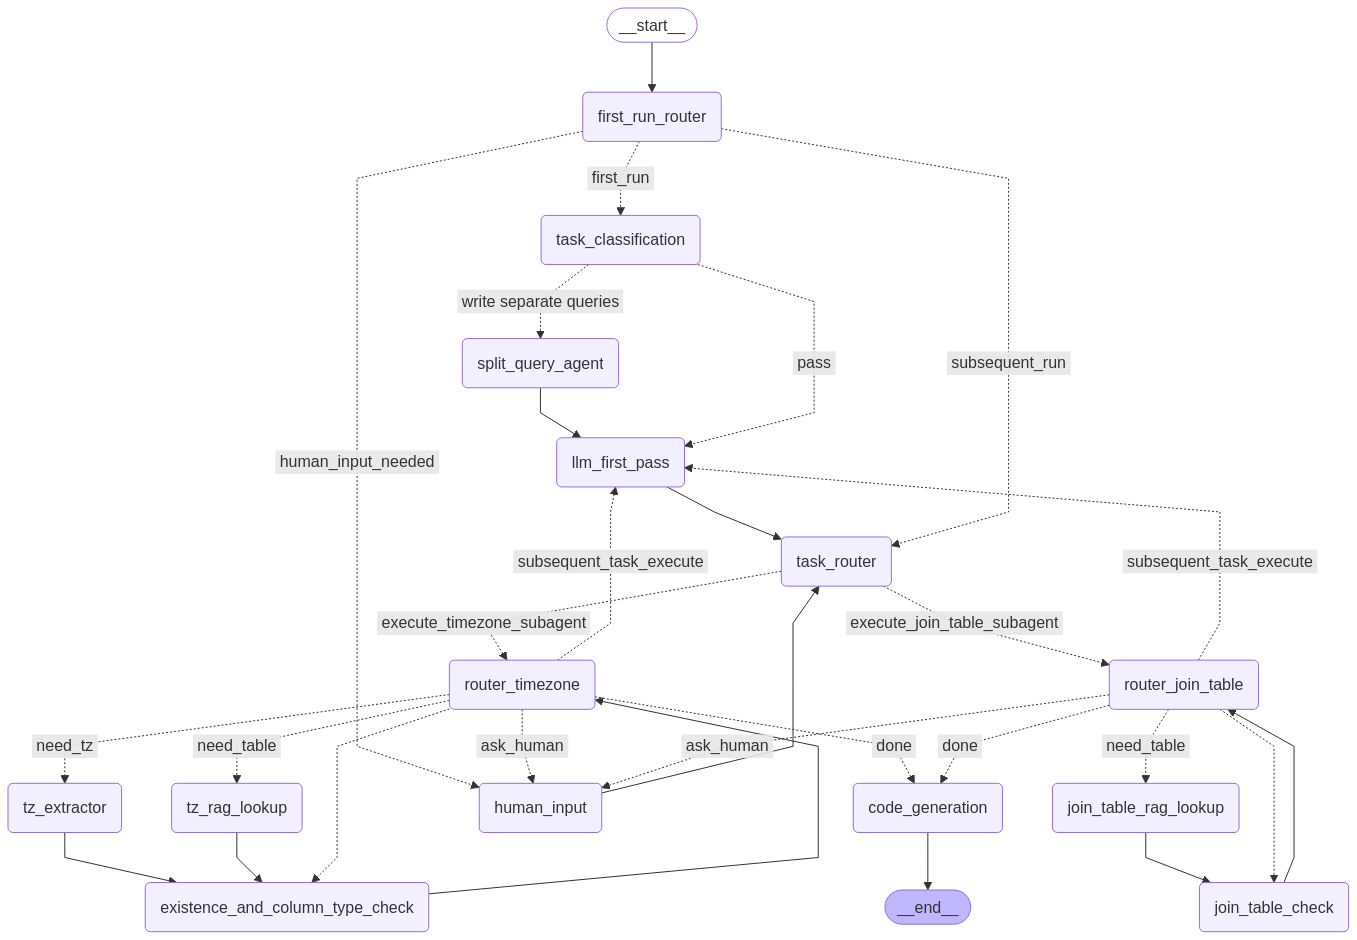 __start__
first_run_router
first_run
task_classification
write separate queries
split_query_agent
pass
subsequent_run
human_input_needed
llm_first_pass
task_router
subsequent_task_execute
subsequent_task_execute
execute_timezone_subagent
execute_join_table_subagent
router_timezone
router_join_table
need_tz
need_table
ask_human
ask_human
done
done
need_table
tz_extractor
tz_rag_lookup
human_input
code_generation
join_table_rag_lookup
existence_and_column_type_check
__end__
join_table_check